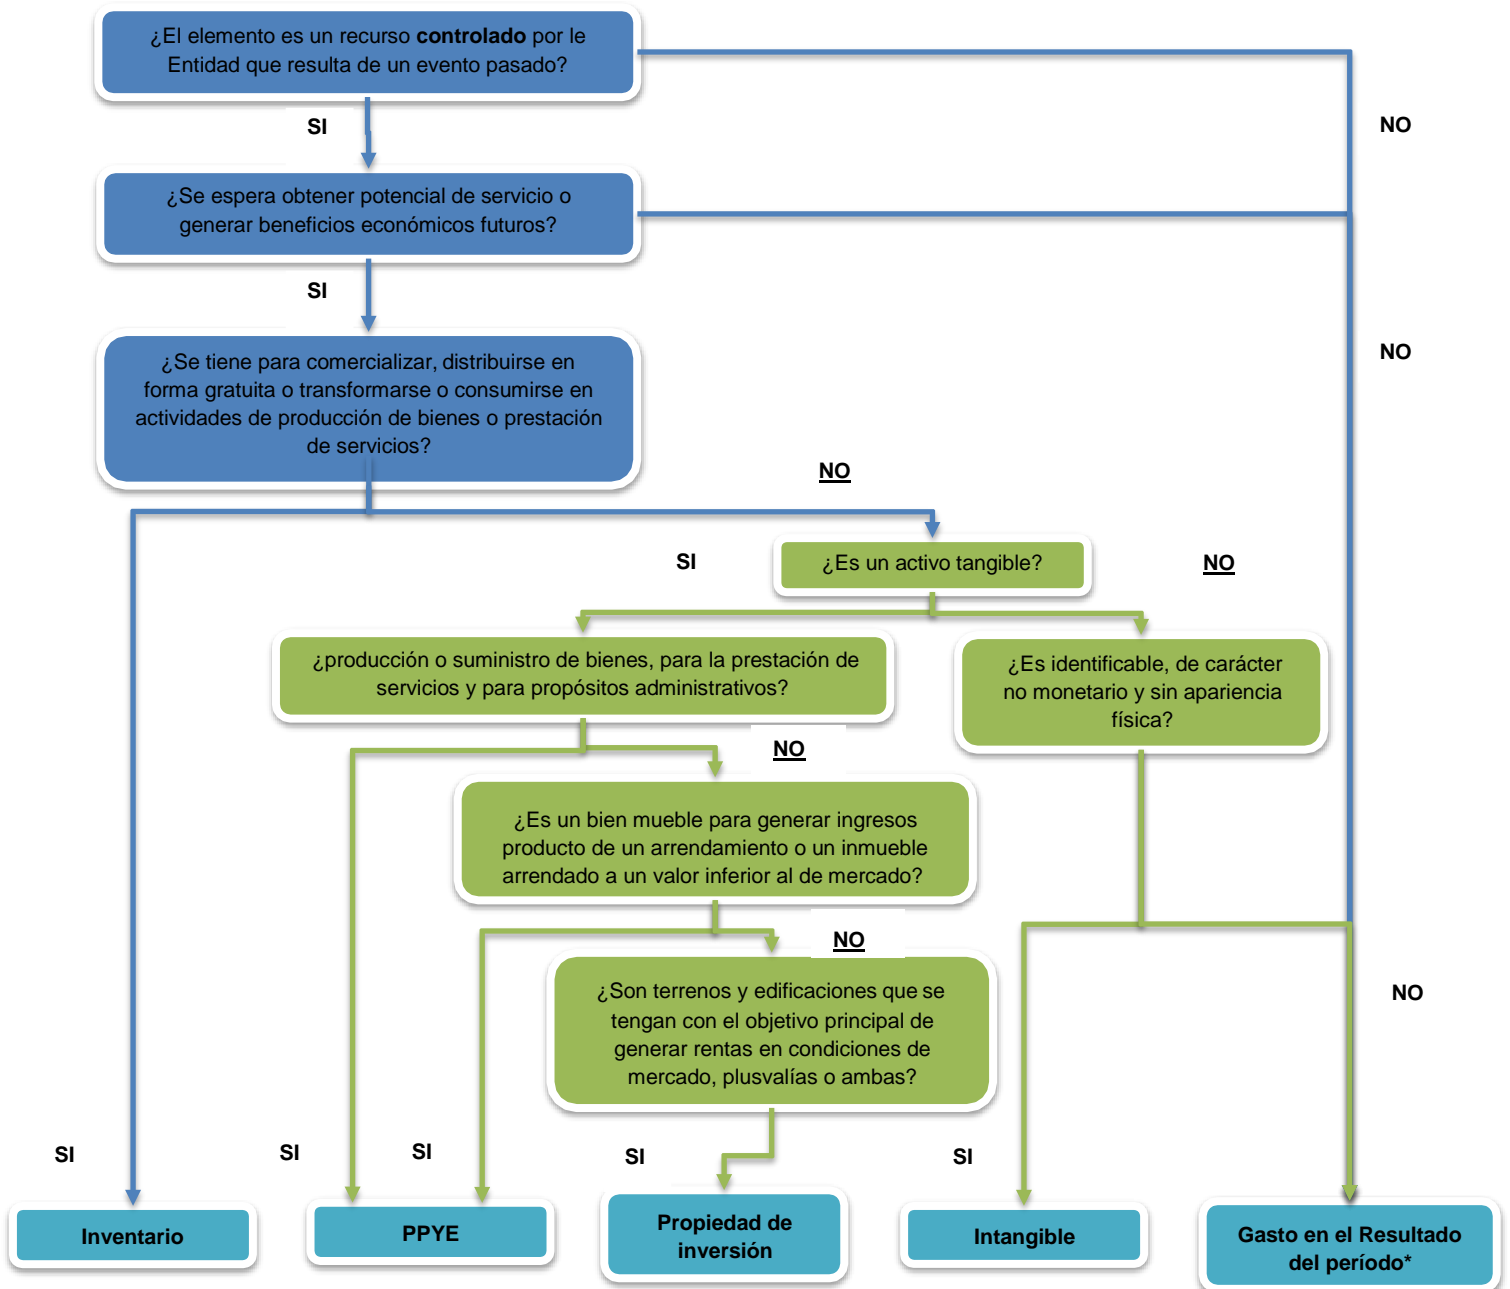 ¿El elemento es un recurso controlado por le
Entidad que resulta de un evento pasado?
SI
NO
¿Se espera obtener potencial de servicio o
generar beneficios económicos futuros?
SI
NO
¿Se tiene para comercializar, distribuirse en
forma gratuita o transformarse o consumirse en
actividades de producción de bienes o prestación
de servicios?
NO
SI
¿Es un activo tangible?
NO
¿producción o suministro de bienes, para la prestación de
servicios y para propósitos administrativos?
¿Es identificable, de carácter
no monetario y sin apariencia
física?
NO
¿Es un bien mueble para generar ingresos
producto de un arrendamiento o un inmueble
arrendado a un valor inferior al de mercado?
NO
¿Son terrenos y edificaciones que se
tengan con el objetivo principal de
generar rentas en condiciones de
mercado, plusvalías o ambas?
NO
SI
SI
SI
SI
SI
Inventario
PPYE
Propiedad de
inversión
Intangible
Gasto en el Resultado
del período*